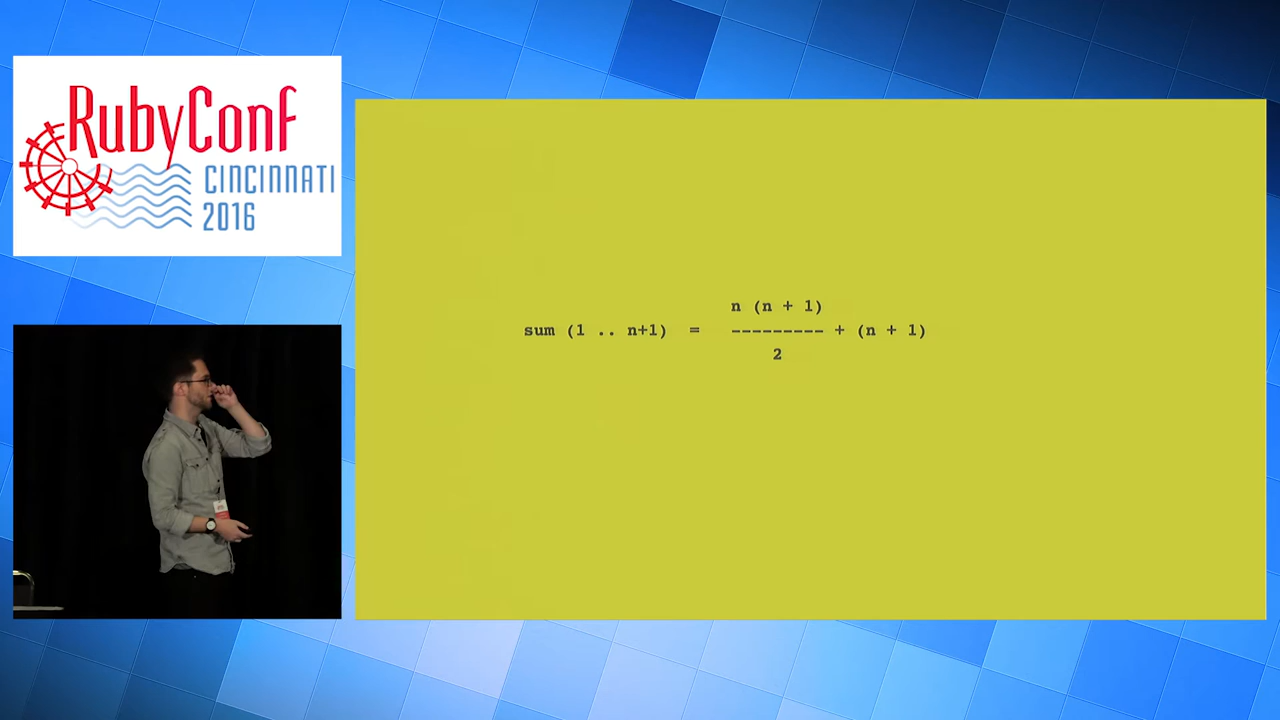 RubyConf
CINCINNATI
2016
n (n + 1)
sum (1 .. n+1) = --------- + (n + 1)
2